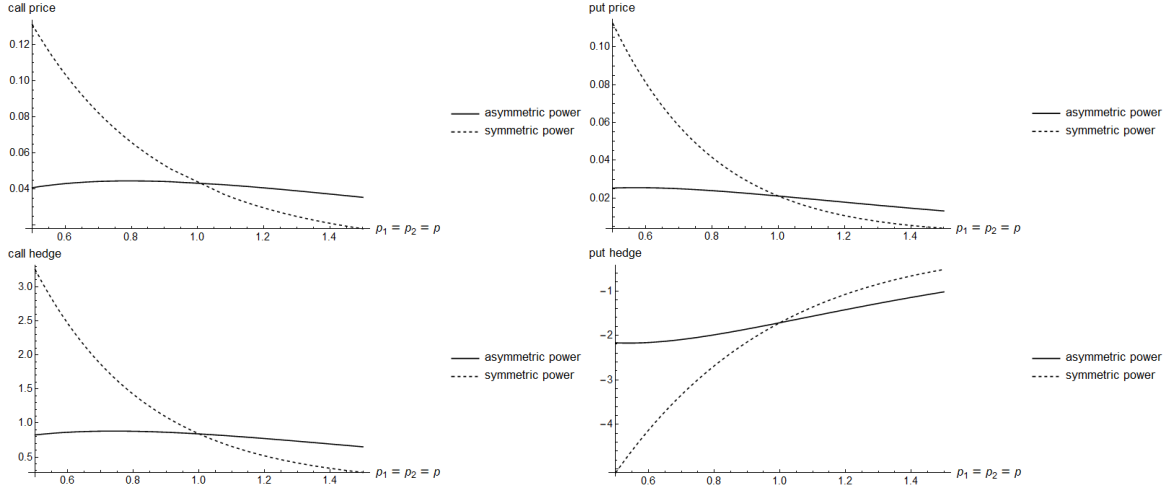 call price
0.12
0.10
0.08
0.06
0.04
0.6 0.8 1.0 1.2 1.4
p₁ = p₂ = p
asymmetric power
symmetric power
put price
0.10
0.08
0.06
0.04
0.02
0.6 0.8 1.0 1.2 1.4
p₁ = p₂ = p
asymmetric power
symmetric power
call hedge
3.0
2.5
2.0
1.5
1.0
0.5
0.6 0.8 1.0 1.2 1.4
p₁ = p₂ = p
asymmetric power
symmetric power
put hedge
−1
−2
−3
−4
0.6 0.8 1.0 1.2 1.4
p₁ = p₂ = p
asymmetric power
symmetric power